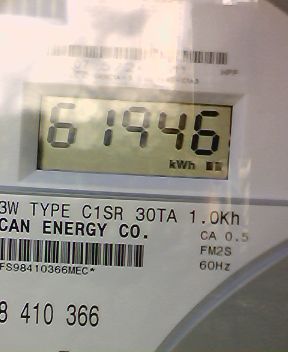 61946
kWh
3W TYPE C1SR 30TA 1.0Kh
CAN ENERGY CO. CA 0.5
FM2S
FS98410366MEC* 60Hz
8 410 366